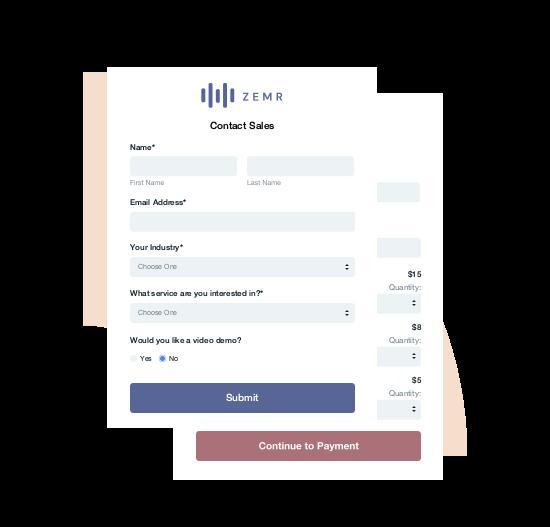 ZEMR
Contact Sales
Name*
First Name
Last Name
Email Address*
Your Industry*
Choose One
What service are you interested in?*
Choose One
Would you like a video demo?
Yes No
Submit
$15
Quantity:
$8
Quantity:
$5
Quantity:
Continue to Payment